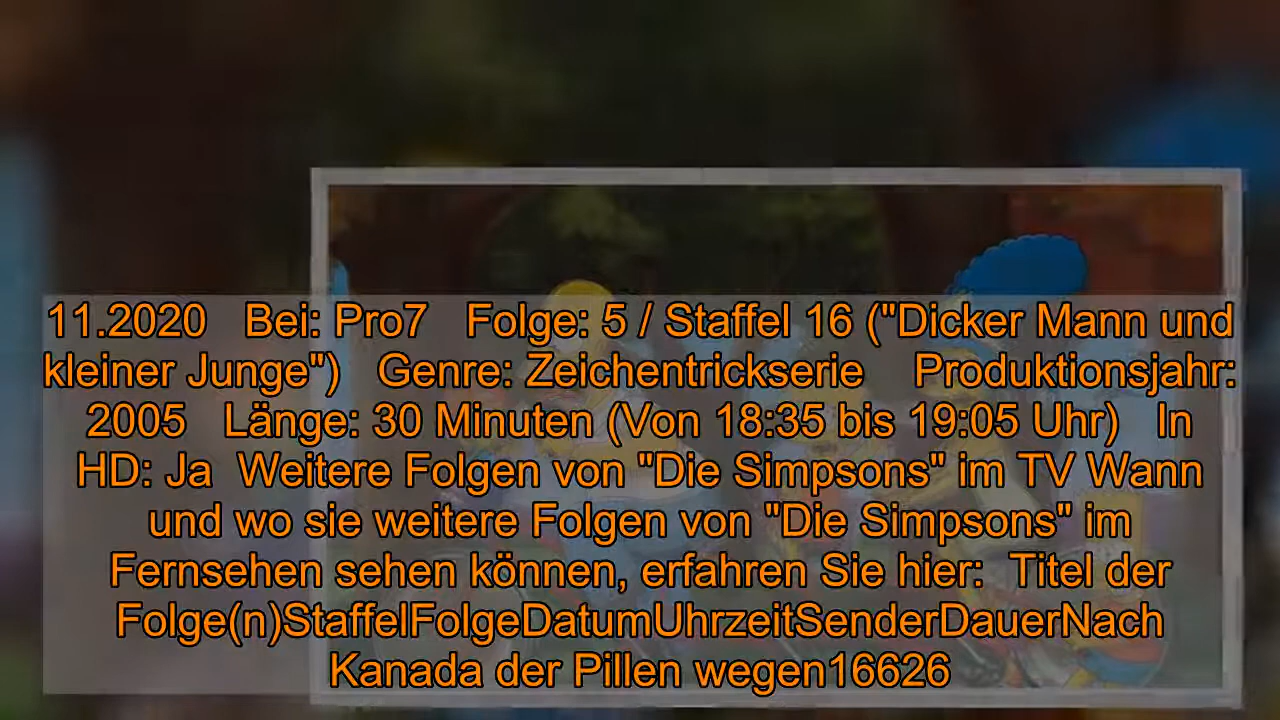 11.2020   Bei: Pro7   Folge: 5 / Staffel 16 ("Dicker Mann und
kleiner Junge")   Genre: Zeichentrickserie    Produktionsjahr:
2005   Länge: 30 Minuten (Von 18:35 bis 19:05 Uhr)   In
HD: Ja  Weitere Folgen von "Die Simpsons" im TV Wann
und wo sie weitere Folgen von "Die Simpsons" im
Fernsehen sehen können, erfahren Sie hier:  Titel der
Folge(n)StaffelFolgeDatumUhrzeitSenderDauerNach
Kanada der Pillen wegen16626